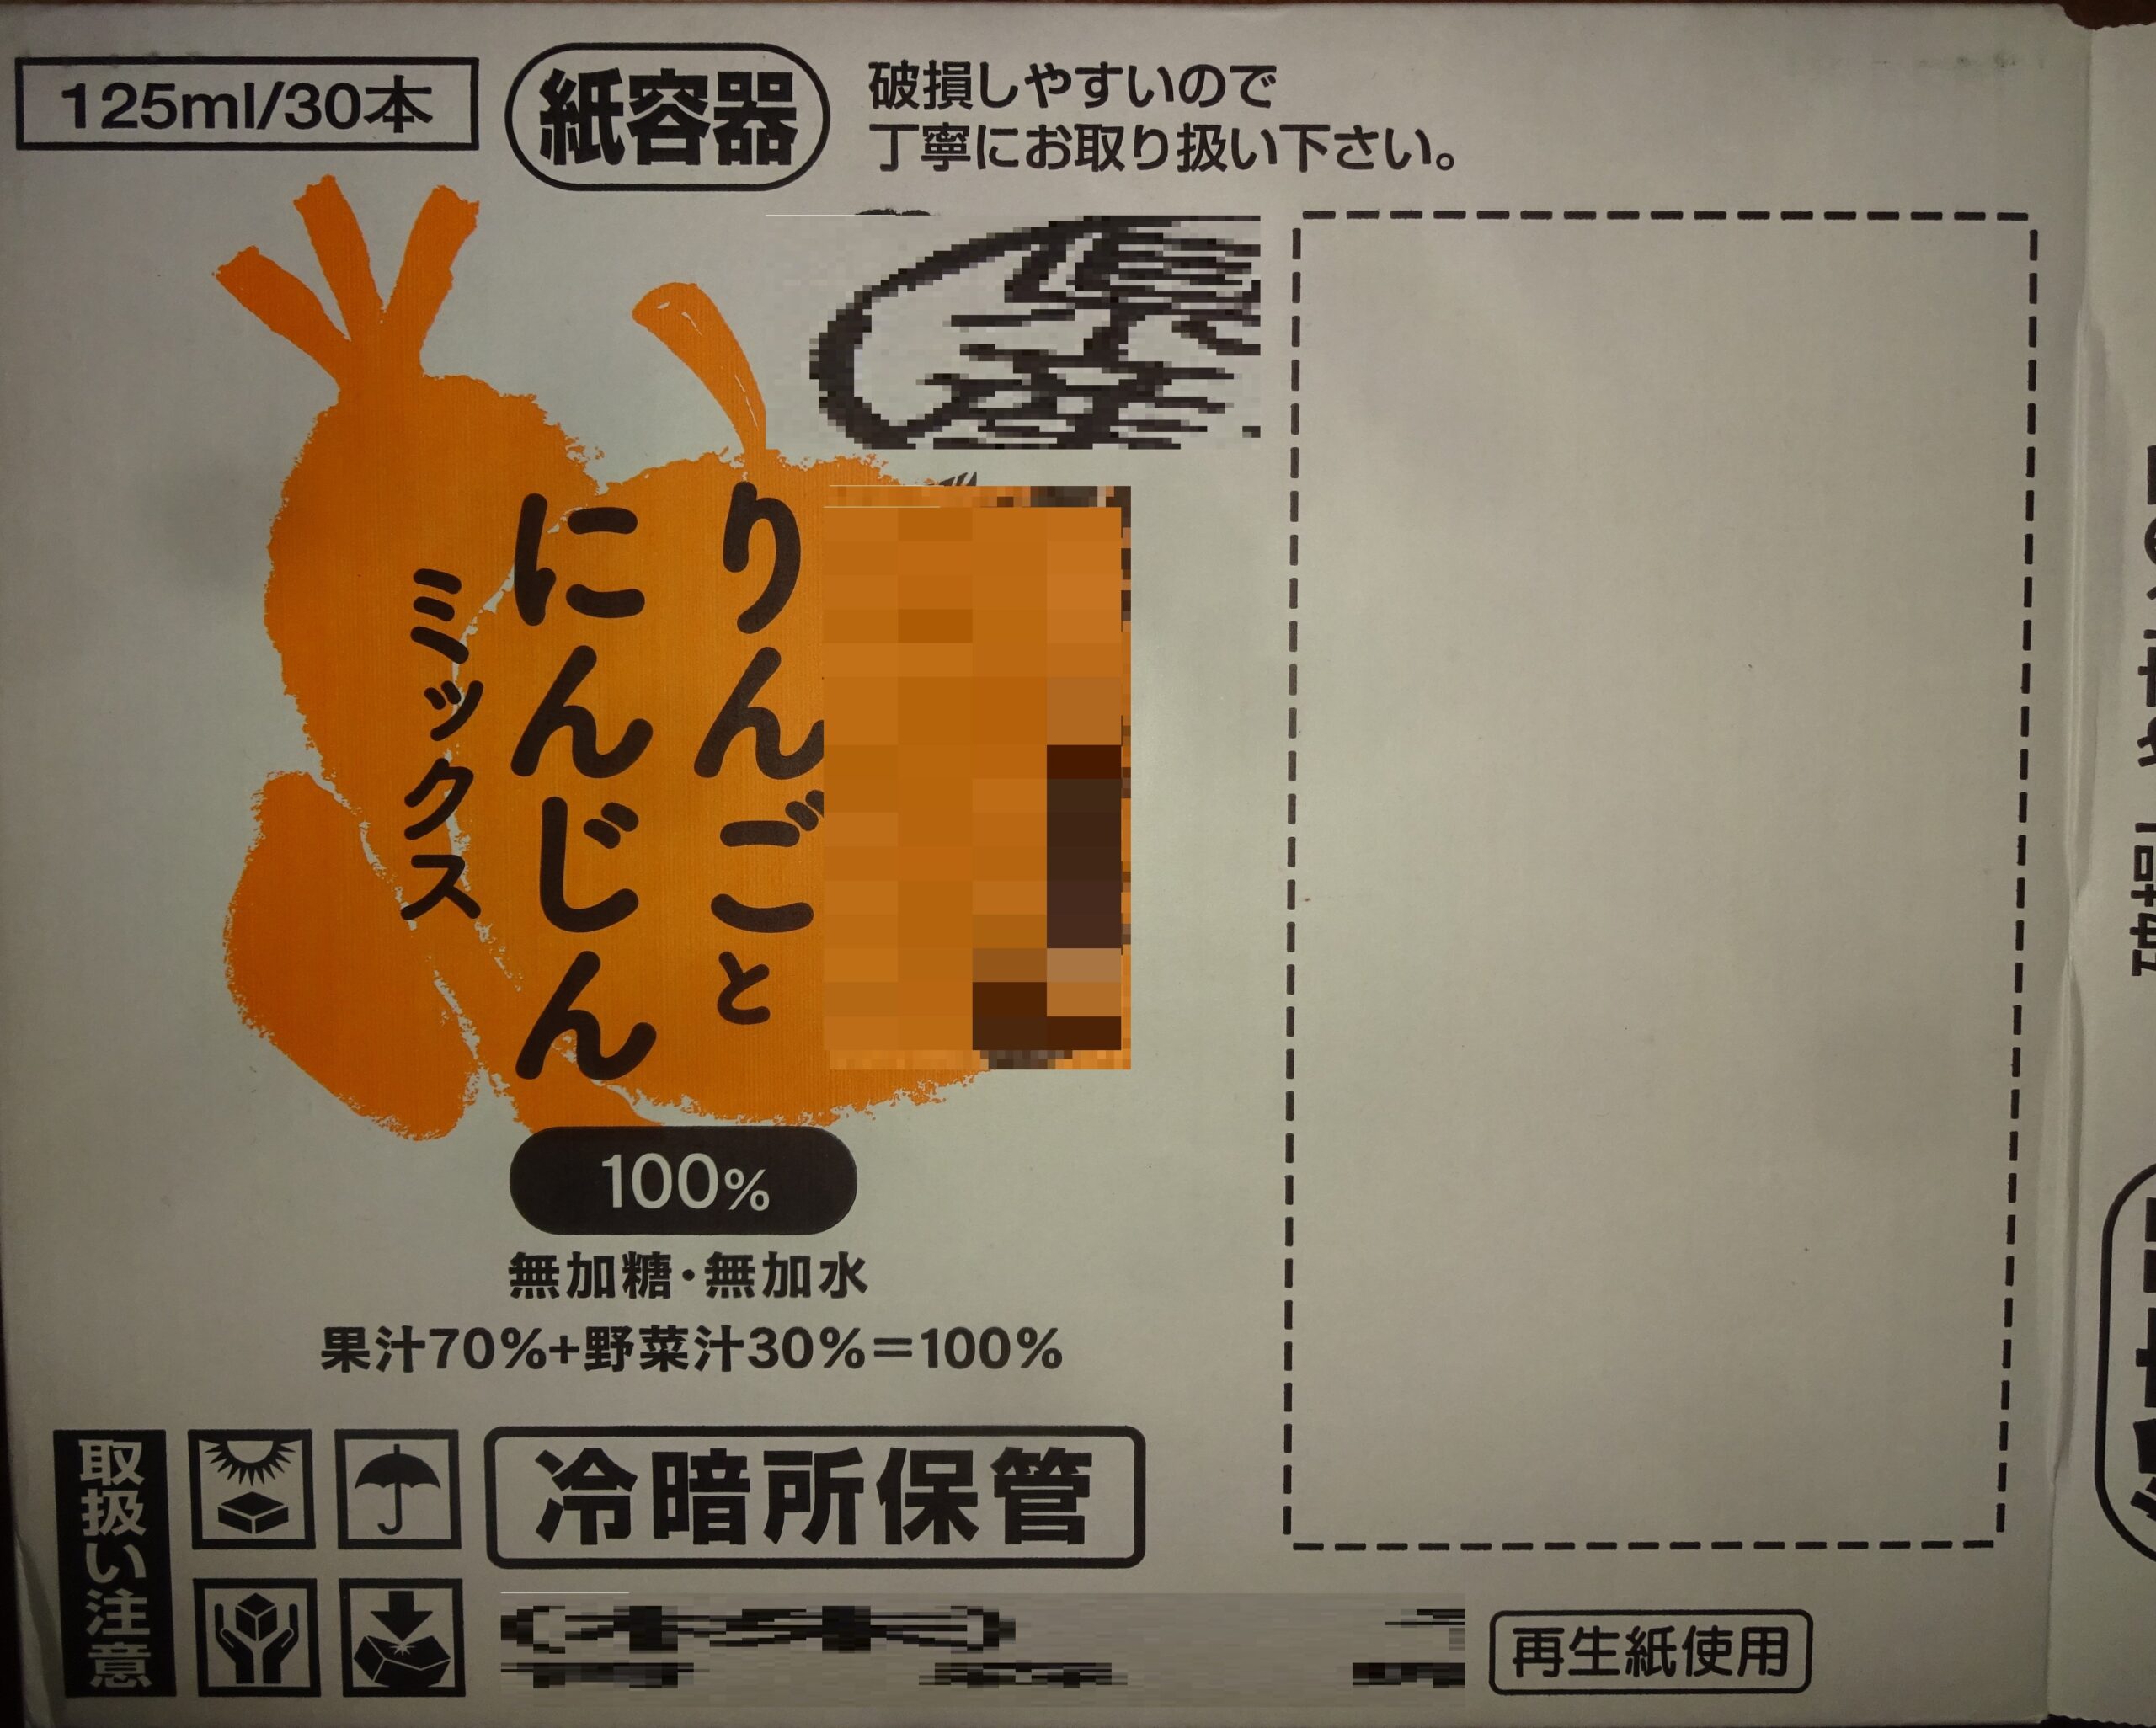 125ml/30本
紙容器
破損しやすいので
丁寧にお取り扱い下さい。
りんごと
にんじん
ミックス
100%
無加糖・無加水
果汁70%+野菜汁30%=100%
取扱い注意
冷暗所保管
再生紙使用